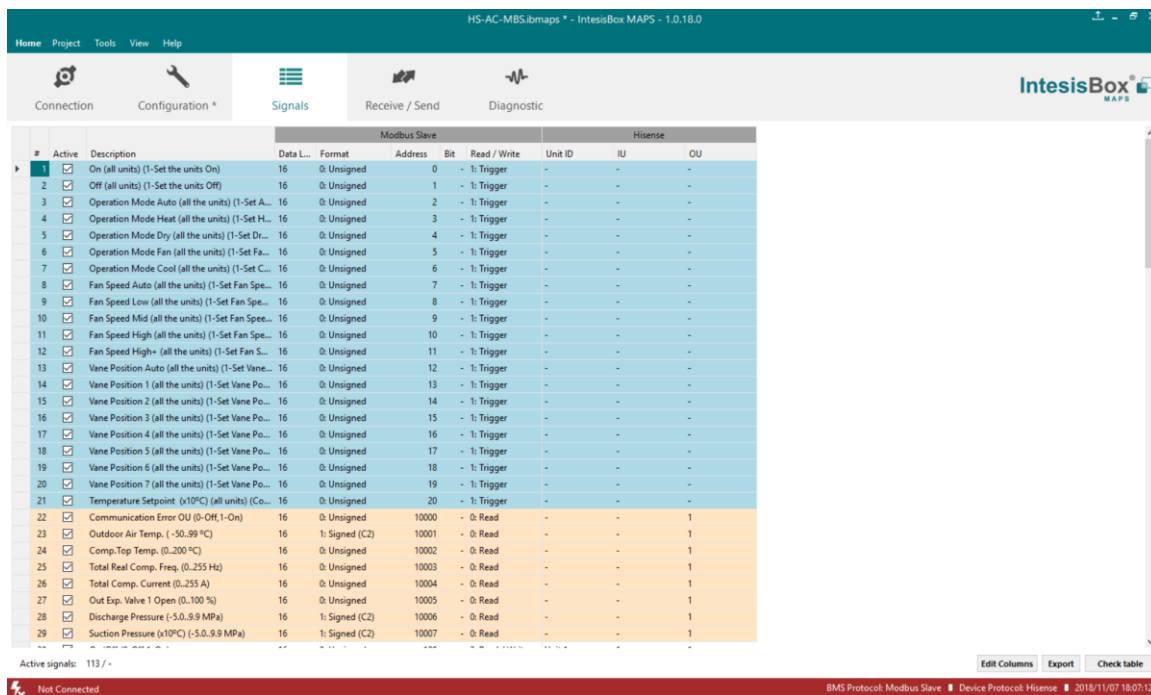 HS-AC-MBS.ibmaps * - IntesisBox MAPS - 1.0.18.0
Home Project Tools View Help
Connection Configuration * Signals Receive / Send Diagnostic
IntesisBox®
MAPS
Modbus Slave Hisense
# Active Description Data L... Format Address Bit Read / Write Unit ID IU OU
1 On (all units) (1-Set the units On) 16 0: Unsigned 0 - 1: Trigger - - -
2 Off (all units) (1-Set the units Off) 16 0: Unsigned 1 - 1: Trigger - - -
3 Operation Mode Auto (all the units) (1-Set A... 16 0: Unsigned 2 - 1: Trigger - - -
4 Operation Mode Heat (all the units) (1-Set H... 16 0: Unsigned 3 - 1: Trigger - - -
5 Operation Mode Dry (all the units) (1-Set Dr... 16 0: Unsigned 4 - 1: Trigger - - -
6 Operation Mode Fan (all the units) (1-Set Fa... 16 0: Unsigned 5 - 1: Trigger - - -
7 Operation Mode Cool (all the units) (1-Set C... 16 0: Unsigned 6 - 1: Trigger - - -
8 Fan Speed Auto (all the units) (1-Set Fan Spe... 16 0: Unsigned 7 - 1: Trigger - - -
9 Fan Speed Low (all the units) (1-Set Fan Spe... 16 0: Unsigned 8 - 1: Trigger - - -
10 Fan Speed Mid (all the units) (1-Set Fan Spee... 16 0: Unsigned 9 - 1: Trigger - - -
11 Fan Speed High (all the units) (1-Set Fan Spe... 16 0: Unsigned 10 - 1: Trigger - - -
12 Fan Speed High+ (all the units) (1-Set Fan S... 16 0: Unsigned 11 - 1: Trigger - - -
13 Vane Position Auto (all the units) (1-Set Vane... 16 0: Unsigned 12 - 1: Trigger - - -
14 Vane Position 1 (all the units) (1-Set Vane Po... 16 0: Unsigned 13 - 1: Trigger - - -
15 Vane Position 2 (all the units) (1-Set Vane Po... 16 0: Unsigned 14 - 1: Trigger - - -
16 Vane Position 3 (all the units) (1-Set Vane Po... 16 0: Unsigned 15 - 1: Trigger - - -
17 Vane Position 4 (all the units) (1-Set Vane Po... 16 0: Unsigned 16 - 1: Trigger - - -
18 Vane Position 5 (all the units) (1-Set Vane Po... 16 0: Unsigned 17 - 1: Trigger - - -
19 Vane Position 6 (all the units) (1-Set Vane Po... 16 0: Unsigned 18 - 1: Trigger - - -
20 Vane Position 7 (all the units) (1-Set Vane Po... 16 0: Unsigned 19 - 1: Trigger - - -
21 Temperature Setpoint (x10ºC) (all units) (Co... 16 0: Unsigned 20 - 1: Trigger - - -
22 Communication Error OU (0-Off,1-On) 16 0: Unsigned 10000 - 0: Read - - 1
23 Outdoor Air Temp. ( -50..99 ºC) 16 1: Signed (C2) 10001 - 0: Read - - 1
24 Comp.Top Temp. (0..200 ºC) 16 0: Unsigned 10002 - 0: Read - - 1
25 Total Real Comp. Freq. (0..255 Hz) 16 0: Unsigned 10003 - 0: Read - - 1
26 Total Comp. Current (0..255 A) 16 0: Unsigned 10004 - 0: Read - - 1
27 Out Exp. Valve 1 Open (0..100 %) 16 0: Unsigned 10005 - 0: Read - - 1
28 Discharge Pressure (-5.0..9.9 MPa) 16 1: Signed (C2) 10006 - 0: Read - - 1
29 Suction Pressure (x10ºC) (-5.0..9.9 MPa) 16 1: Signed (C2) 10007 - 0: Read - - 1
Active signals: 113 / -
Edit Columns Export Check table
Not Connected
BMS Protocol: Modbus Slave Device Protocol: Hisense 2018/11/07 18:07:12